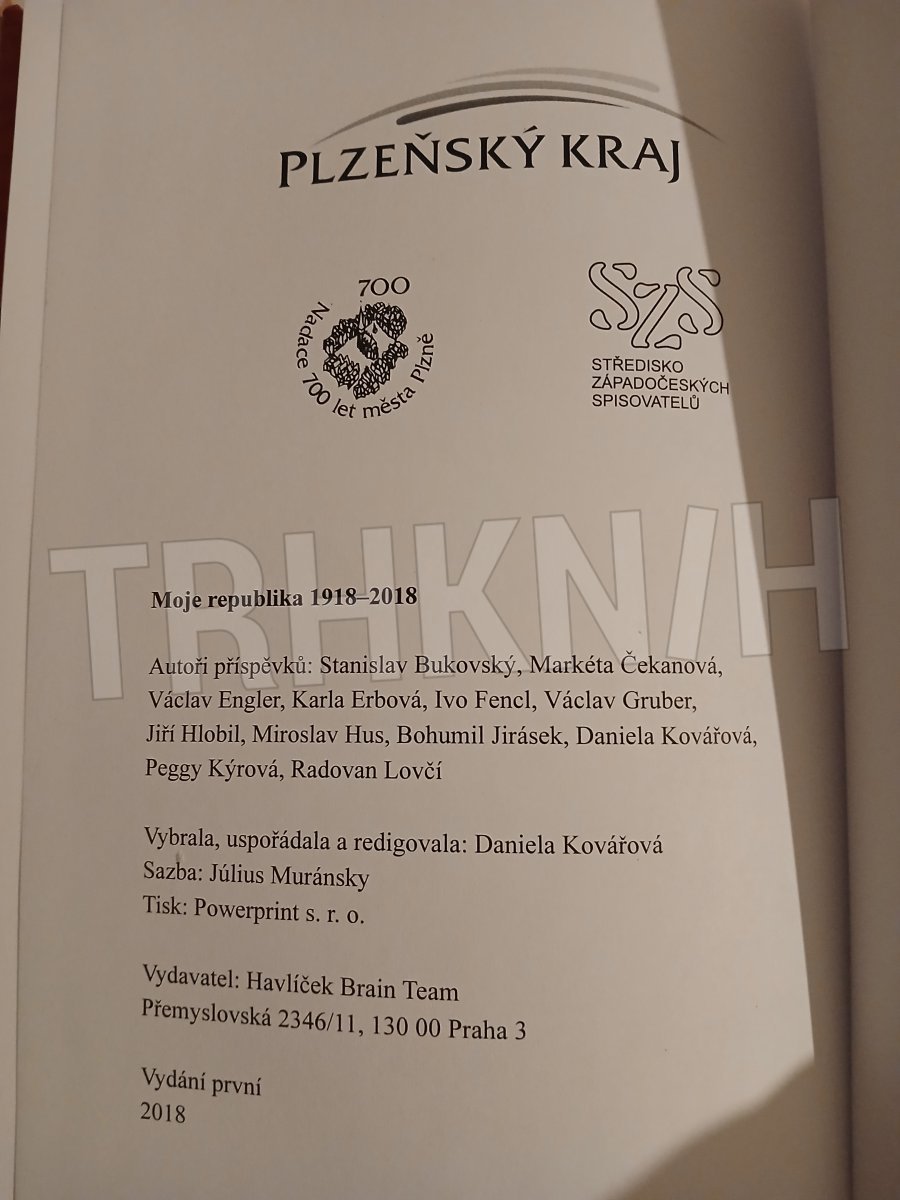 PLZEŇSKÝ KRAJ
700
Nadace 700 let města Plzně
SZS
STŘEDISKO
ZÁPADOČESKÝCH
SPISOVATELŮ
TRHKNIH
Moje republika 1918–2018
Autoři příspěvků: Stanislav Bukovský, Markéta Čekanová,
Václav Engler, Karla Erbová, Ivo Fencl, Václav Gruber,
Jiří Hlobil, Miroslav Hus, Bohumil Jirásek, Daniela Kovářová,
Peggy Kýrová, Radovan Lovčí
Vybrala, uspořádala a redigovala: Daniela Kovářová
Sazba: Július Muránsky
Tisk: Powerprint s. r. o.
Vydavatel: Havlíček Brain Team
Přemyslovská 2346/11, 130 00 Praha 3
Vydání první
2018